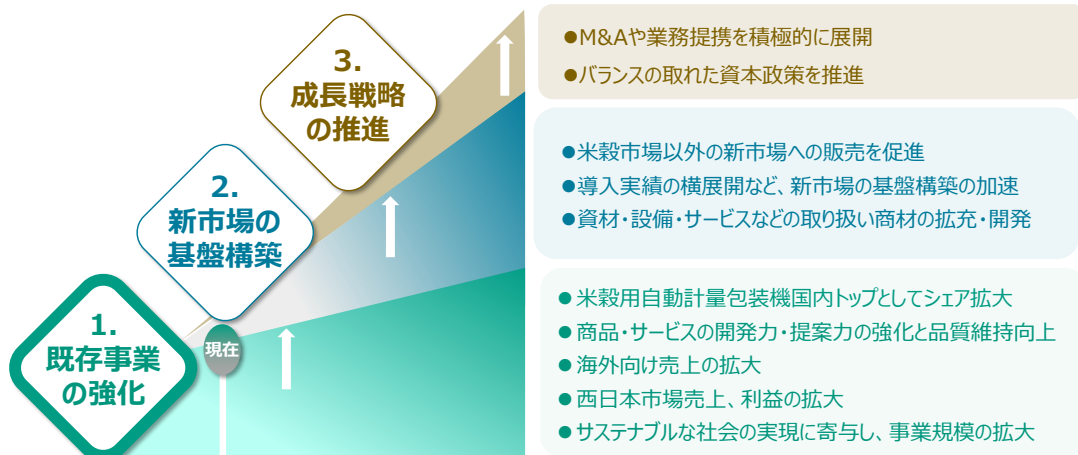 3.
成長戦略
の推進
●M&Aや業務提携を積極的に展開
●バランスの取れた資本政策を推進
2.
新市場の
基盤構築
●米穀市場以外の新市場への販売を促進
●導入実績の横展開など、新市場の基盤構築の加速
●資材・設備・サービスなどの取り扱い商材の拡充・開発
1.
既存事業
の強化
現在
●米穀用自動計量包装機国内トップとしてシェア拡大
●商品・サービスの開発力・提案力の強化と品質維持向上
●海外向け売上の拡大
●西日本市場売上、利益の拡大
●サステナブルな社会の実現に寄与し、事業規模の拡大